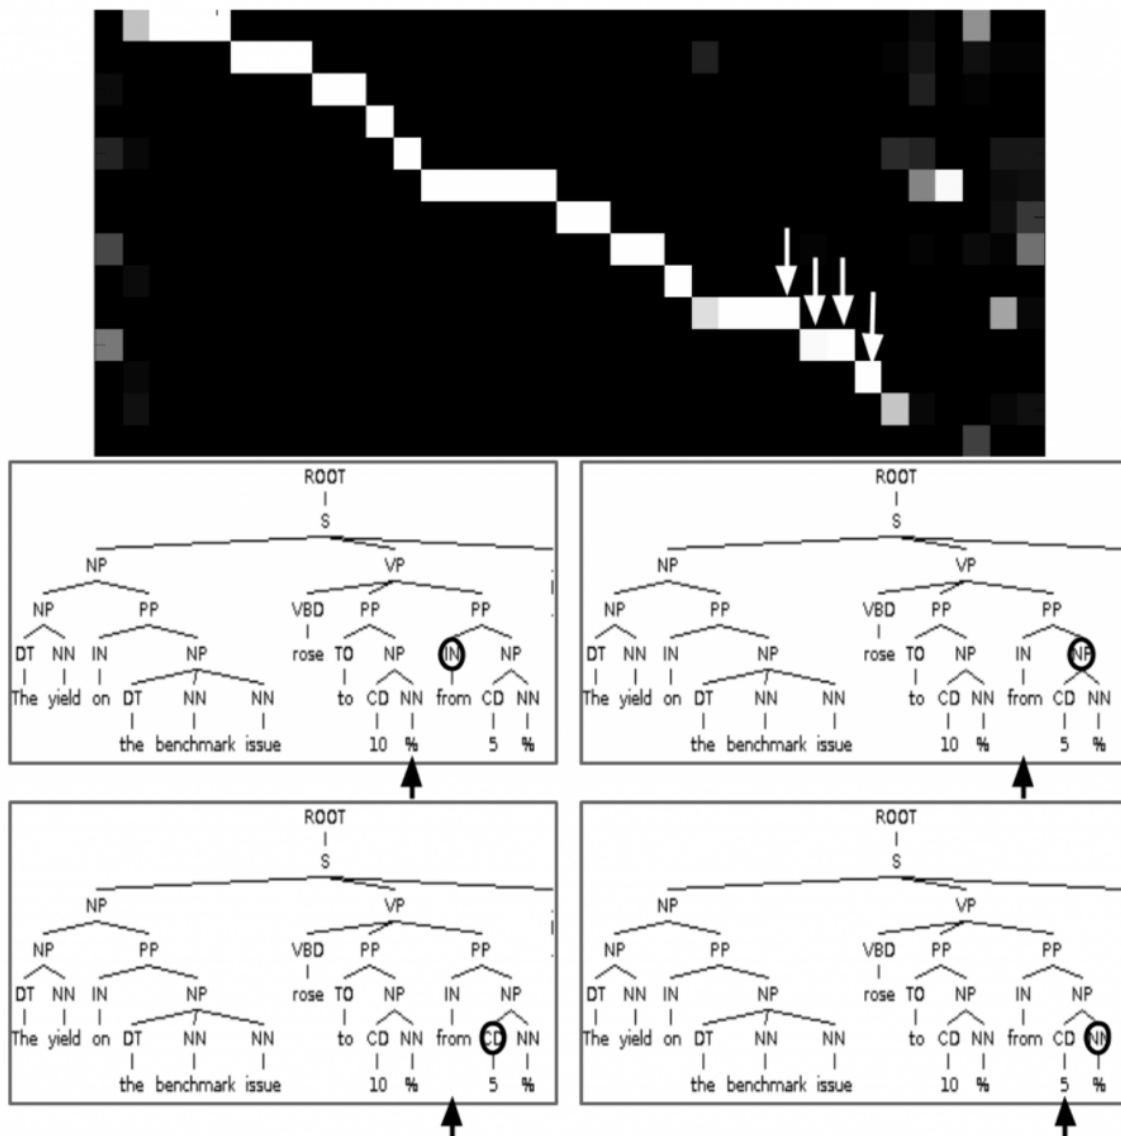 ROOT
S
NP VP
NP PP VBD PP PP
DT NN IN NP rose TO NP IN NP
The yield on DT NN NN to CD NN from CD NN
the benchmark issue 10 % 5 %
ROOT
S
NP VP
NP PP VBD PP PP
DT NN IN NP rose TO NP IN NP
The yield on DT NN NN to CD NN from CD NN
the benchmark issue 10 % 5 %
ROOT
S
NP VP
NP PP VBD PP PP
DT NN IN NP rose TO NP IN NP
The yield on DT NN NN to CD NN from CD NN
the benchmark issue 10 % 5 %
ROOT
S
NP VP
NP PP VBD PP PP
DT NN IN NP rose TO NP IN NP
The yield on DT NN NN to CD NN from CD NN
the benchmark issue 10 % 5 %